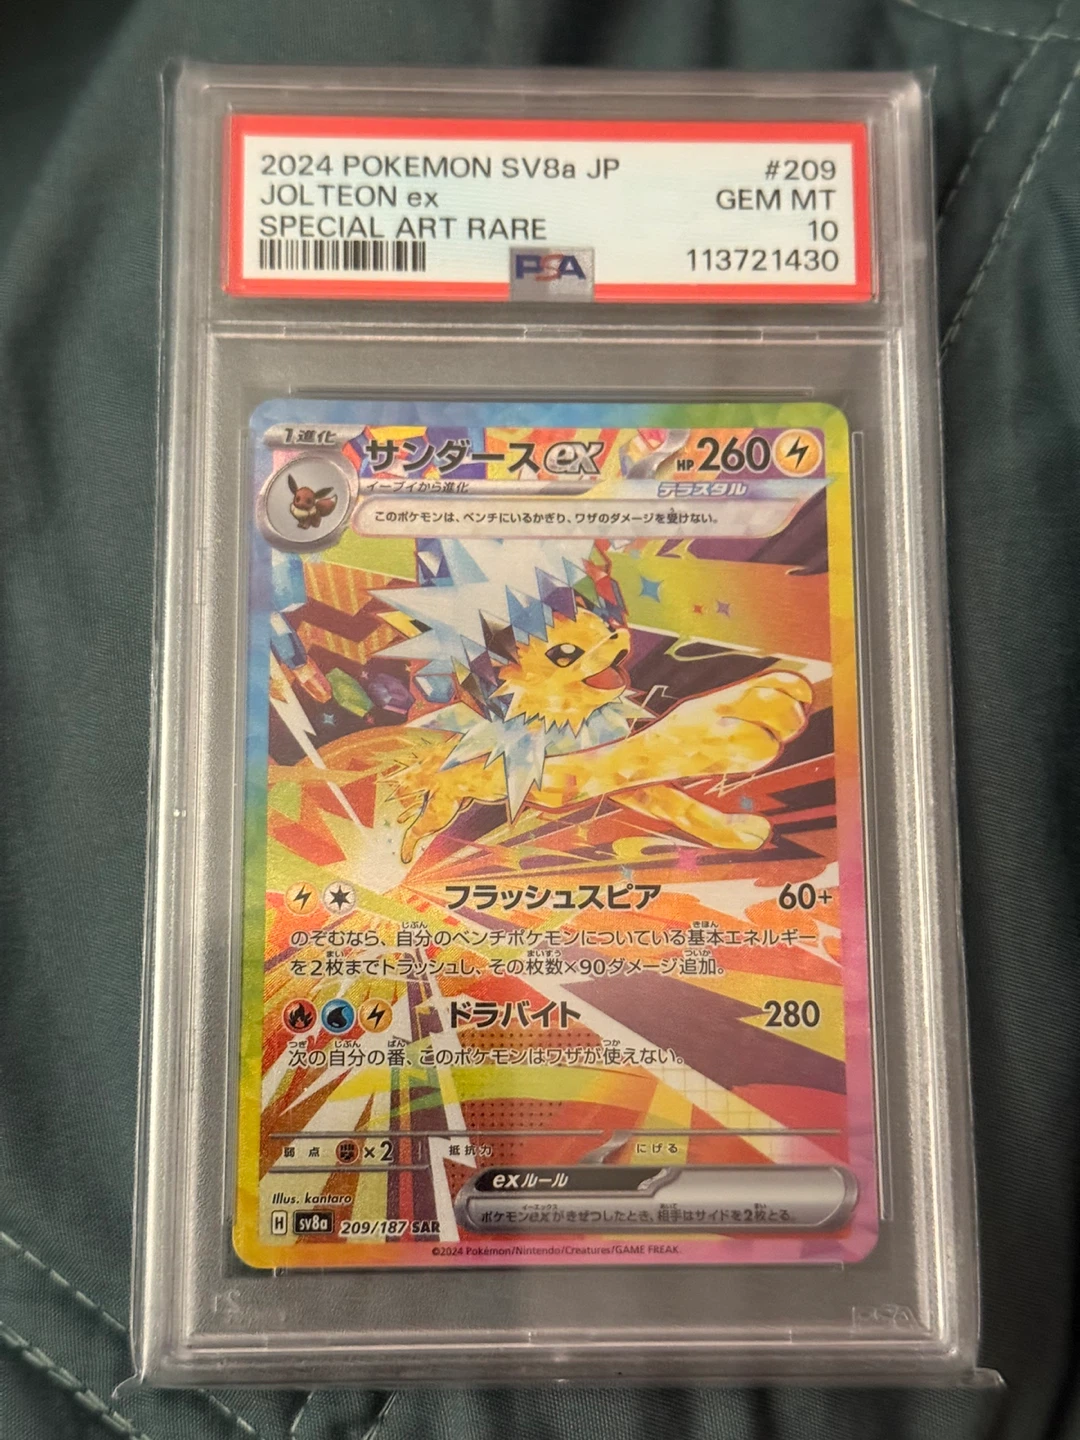 2024 POKEMON SV8a JP #209
JOLTEON ex GEM MT
SPECIAL ART RARE 10
PSA 113721430
1進化 サンダースex HP 260
イーブイから進化 テラスタル
このポケモンは、ベンチにいるかぎり、ワザのダメージを受けない。
フラッシュスピア 60+
のぞむなら、自分のベンチポケモンについている基本エネルギー
を2枚までトラッシュし、その枚数×90ダメージ追加。
ドラバイト 280
次の自分の番、このポケモンはワザが使えない。
弱点 ×2 抵抗力 にげる
exルール
ポケモンexがきぜつしたとき、相手はサイドを2枚とる。
Illus. kantaro
H sv8a 209/187 SAR
©2024 Pokémon/Nintendo/Creatures/GAME FREAK.